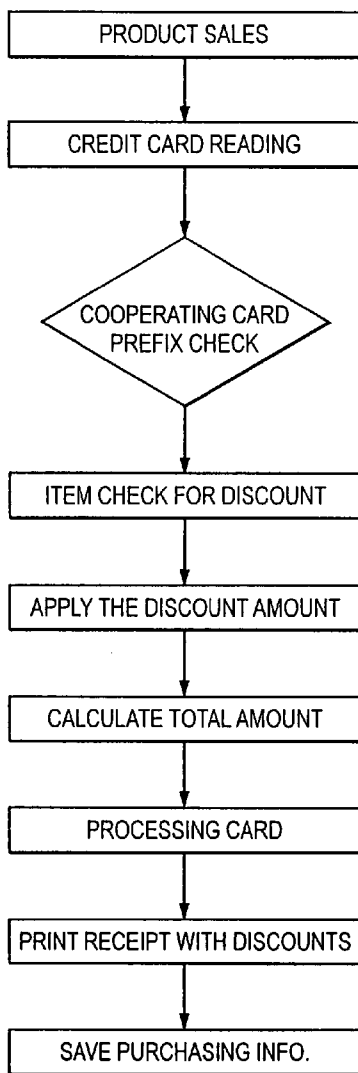 PRODUCT SALES
CREDIT CARD READING
COOPERATING CARD
PREFIX CHECK
ITEM CHECK FOR DISCOUNT
APPLY THE DISCOUNT AMOUNT
CALCULATE TOTAL AMOUNT
PROCESSING CARD
PRINT RECEIPT WITH DISCOUNTS
SAVE PURCHASING INFO.